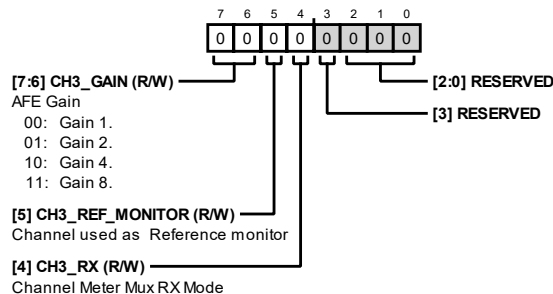 7 6 5 4 3 2 1 0
0 0 0 0 0 0 0 0
[7:6] CH3_GAIN (R/W)
AFE Gain
00: Gain 1.
01: Gain 2.
10: Gain 4.
11: Gain 8.
[5] CH3_REF_MONITOR (R/W)
Channel used as Reference monitor
[4] CH3_RX (R/W)
Channel Meter Mux RX Mode
[2:0] RESERVED
[3] RESERVED